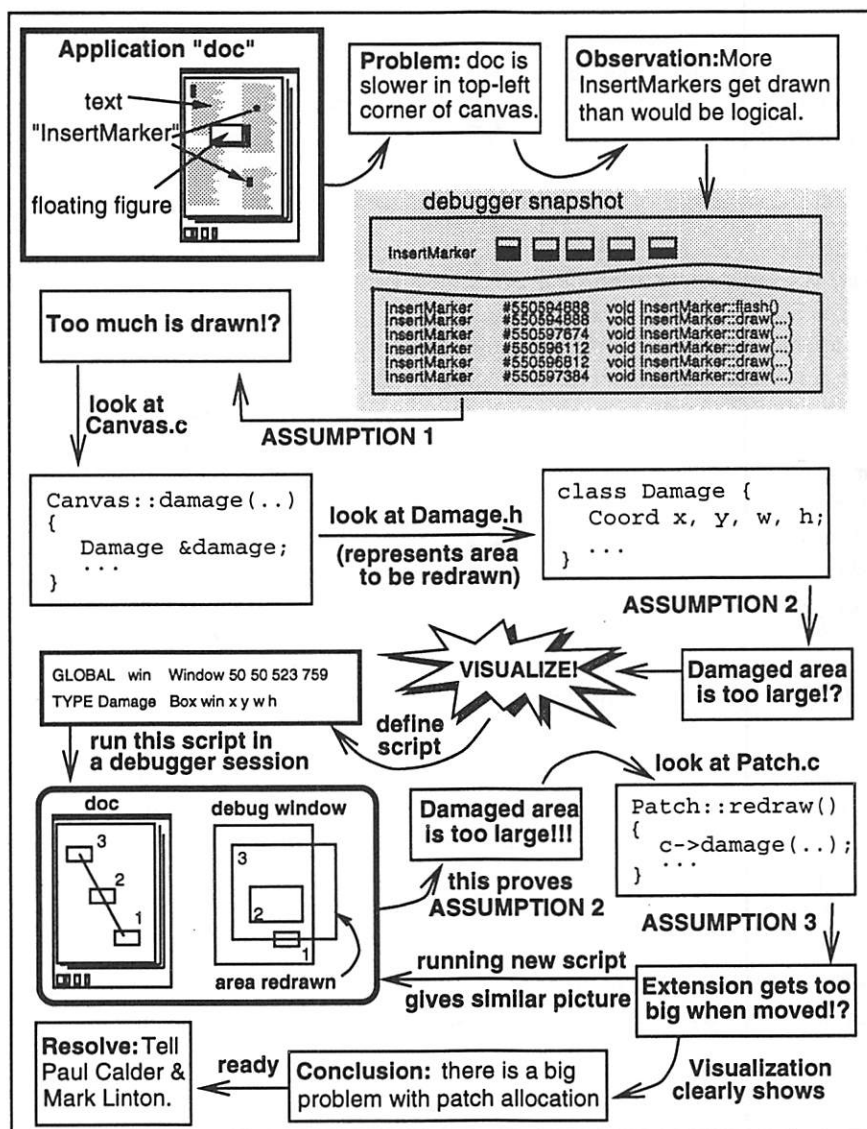 Application "doc"
text
"InsertMarker"
floating figure
Problem: doc is
slower in top-left
corner of canvas.
Observation:More
InsertMarkers get drawn
than would be logical.
debugger snapshot
InsertMarker
InsertMarker #550594888 void InsertMarker::flash()
InsertMarker #550594888 void InsertMarker::draw(...)
InsertMarker #550597674 void InsertMarker::draw(...)
InsertMarker #550596112 void InsertMarker::draw(...)
InsertMarker #550596812 void InsertMarker::draw(...)
InsertMarker #550597384 void InsertMarker::draw(...)
ASSUMPTION 1
Too much is drawn!?
look at
Canvas.c
Canvas::damage(..)
{
Damage &damage;
...
}
look at Damage.h
(represents area
to be redrawn)
class Damage {
Coord x, y, w, h;
...
}
ASSUMPTION 2
Damaged area
is too large!?
VISUALIZE!
define
script
GLOBAL win Window 50 50 523 759
TYPE Damage Box win x y w h
run this script in
a debugger session
doc
3
2
1
debug window
3
2
1
area redrawn
Damaged area
is too large!!!
this proves
ASSUMPTION 2
look at Patch.c
Patch::redraw()
{
c->damage(..);
...
}
ASSUMPTION 3
Extension gets too
big when moved!?
running new script
gives similar picture
Visualization
clearly shows
Conclusion: there is a big
problem with patch allocation
ready
Resolve: Tell
Paul Calder &
Mark Linton.